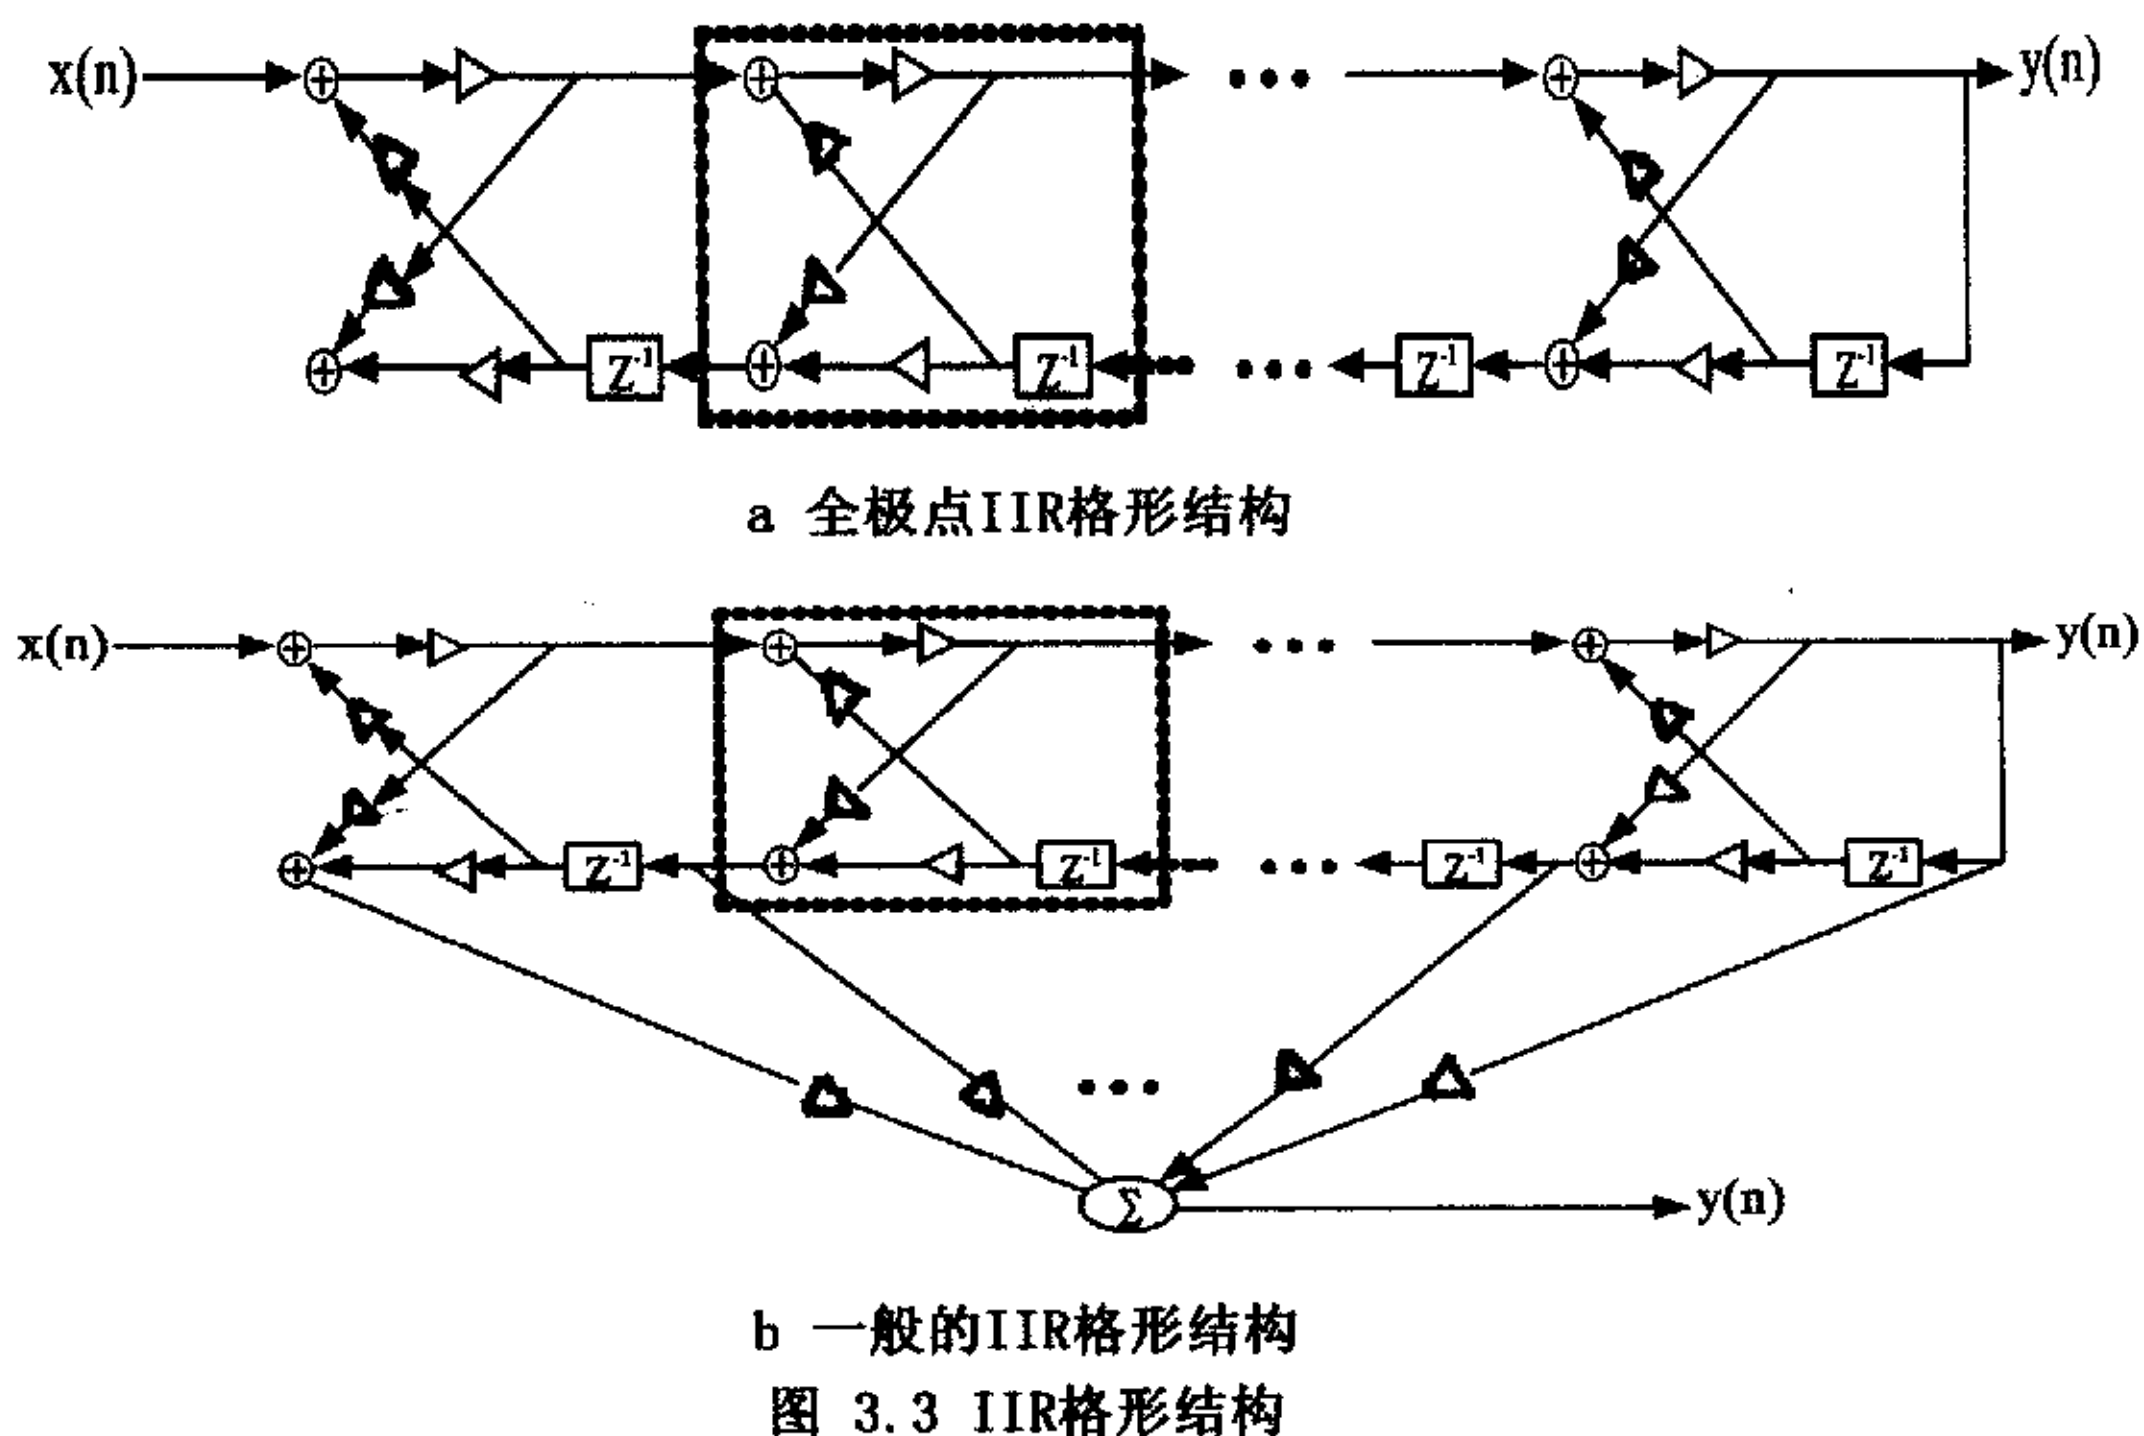 x(n) ⊕ ⊕ ••• ⊕ y(n)
⊕ Z⁻¹ ⊕ Z⁻¹ ••• Z⁻¹ ⊕ Z⁻¹
a 全极点IIR格形结构
x(n) ⊕ ⊕ ••• ⊕ y(n)
⊕ Z⁻¹ ⊕ Z⁻¹ ••• Z⁻¹ ⊕ Z⁻¹
•••
Σ y(n)
b 一般的IIR格形结构
图 3.3 IIR格形结构